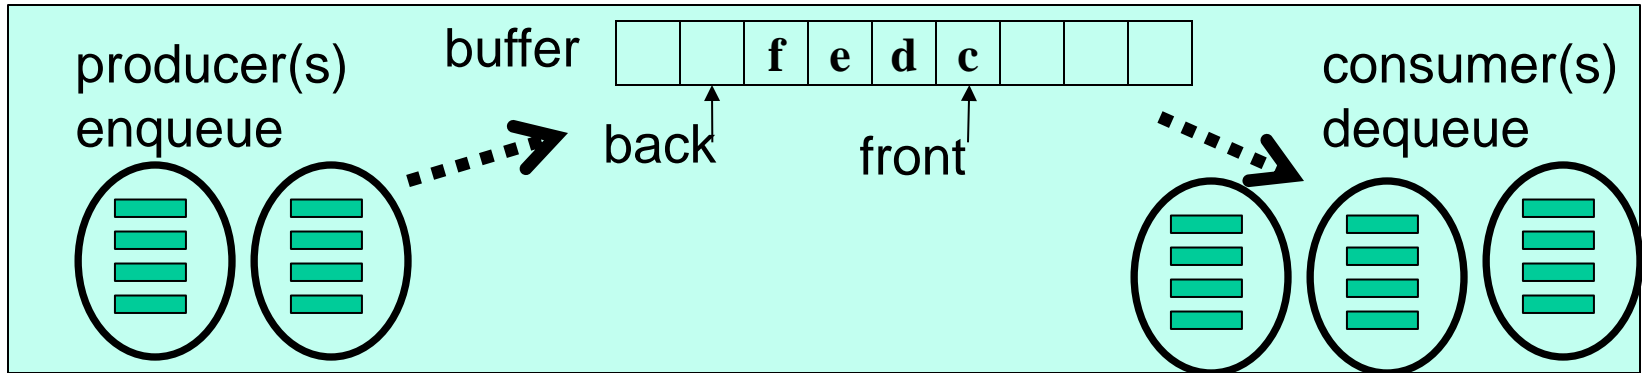 producer(s)
enqueue
buffer
f e d c
back
front
consumer(s)
dequeue